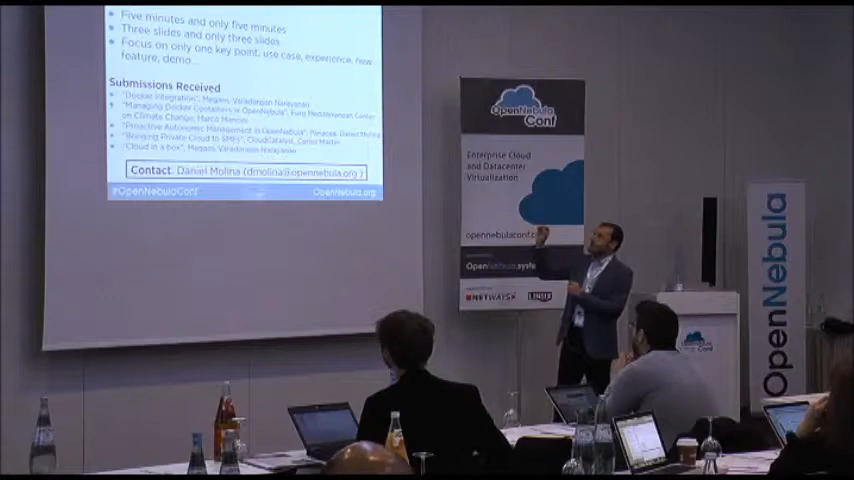 • Five minutes and only five minutes
• Three slides and only three slides
• Focus on only one key point, use case, experience, new
feature, demo...
Submissions Received
• "Docker Integration", Megam, Varadarajan Narayanan
• "Managing Docker Containers in OpenNebula", Euro Mediterranean Center
on Climate Change, Marco Mancini
• "Proactive Autonomic Management in OpenNebula", Daniel Molina
• "Bringing Private Cloud to SMEs", CloudCatalyst, Carlos Martín
• "Cloud in a box", Megam, Varadarajan Narayanan
Contact: Daniel Molina (dmolina@opennebula.org )
#OpenNebulaConf
OpenNebula.org
OpenNebula
Conf
Enterprise Cloud
and Datacenter
Virtualization
opennebulaconf.c
OpenNebula.syste
NETWAYS
OpenNebula
Conf
OpenNebula